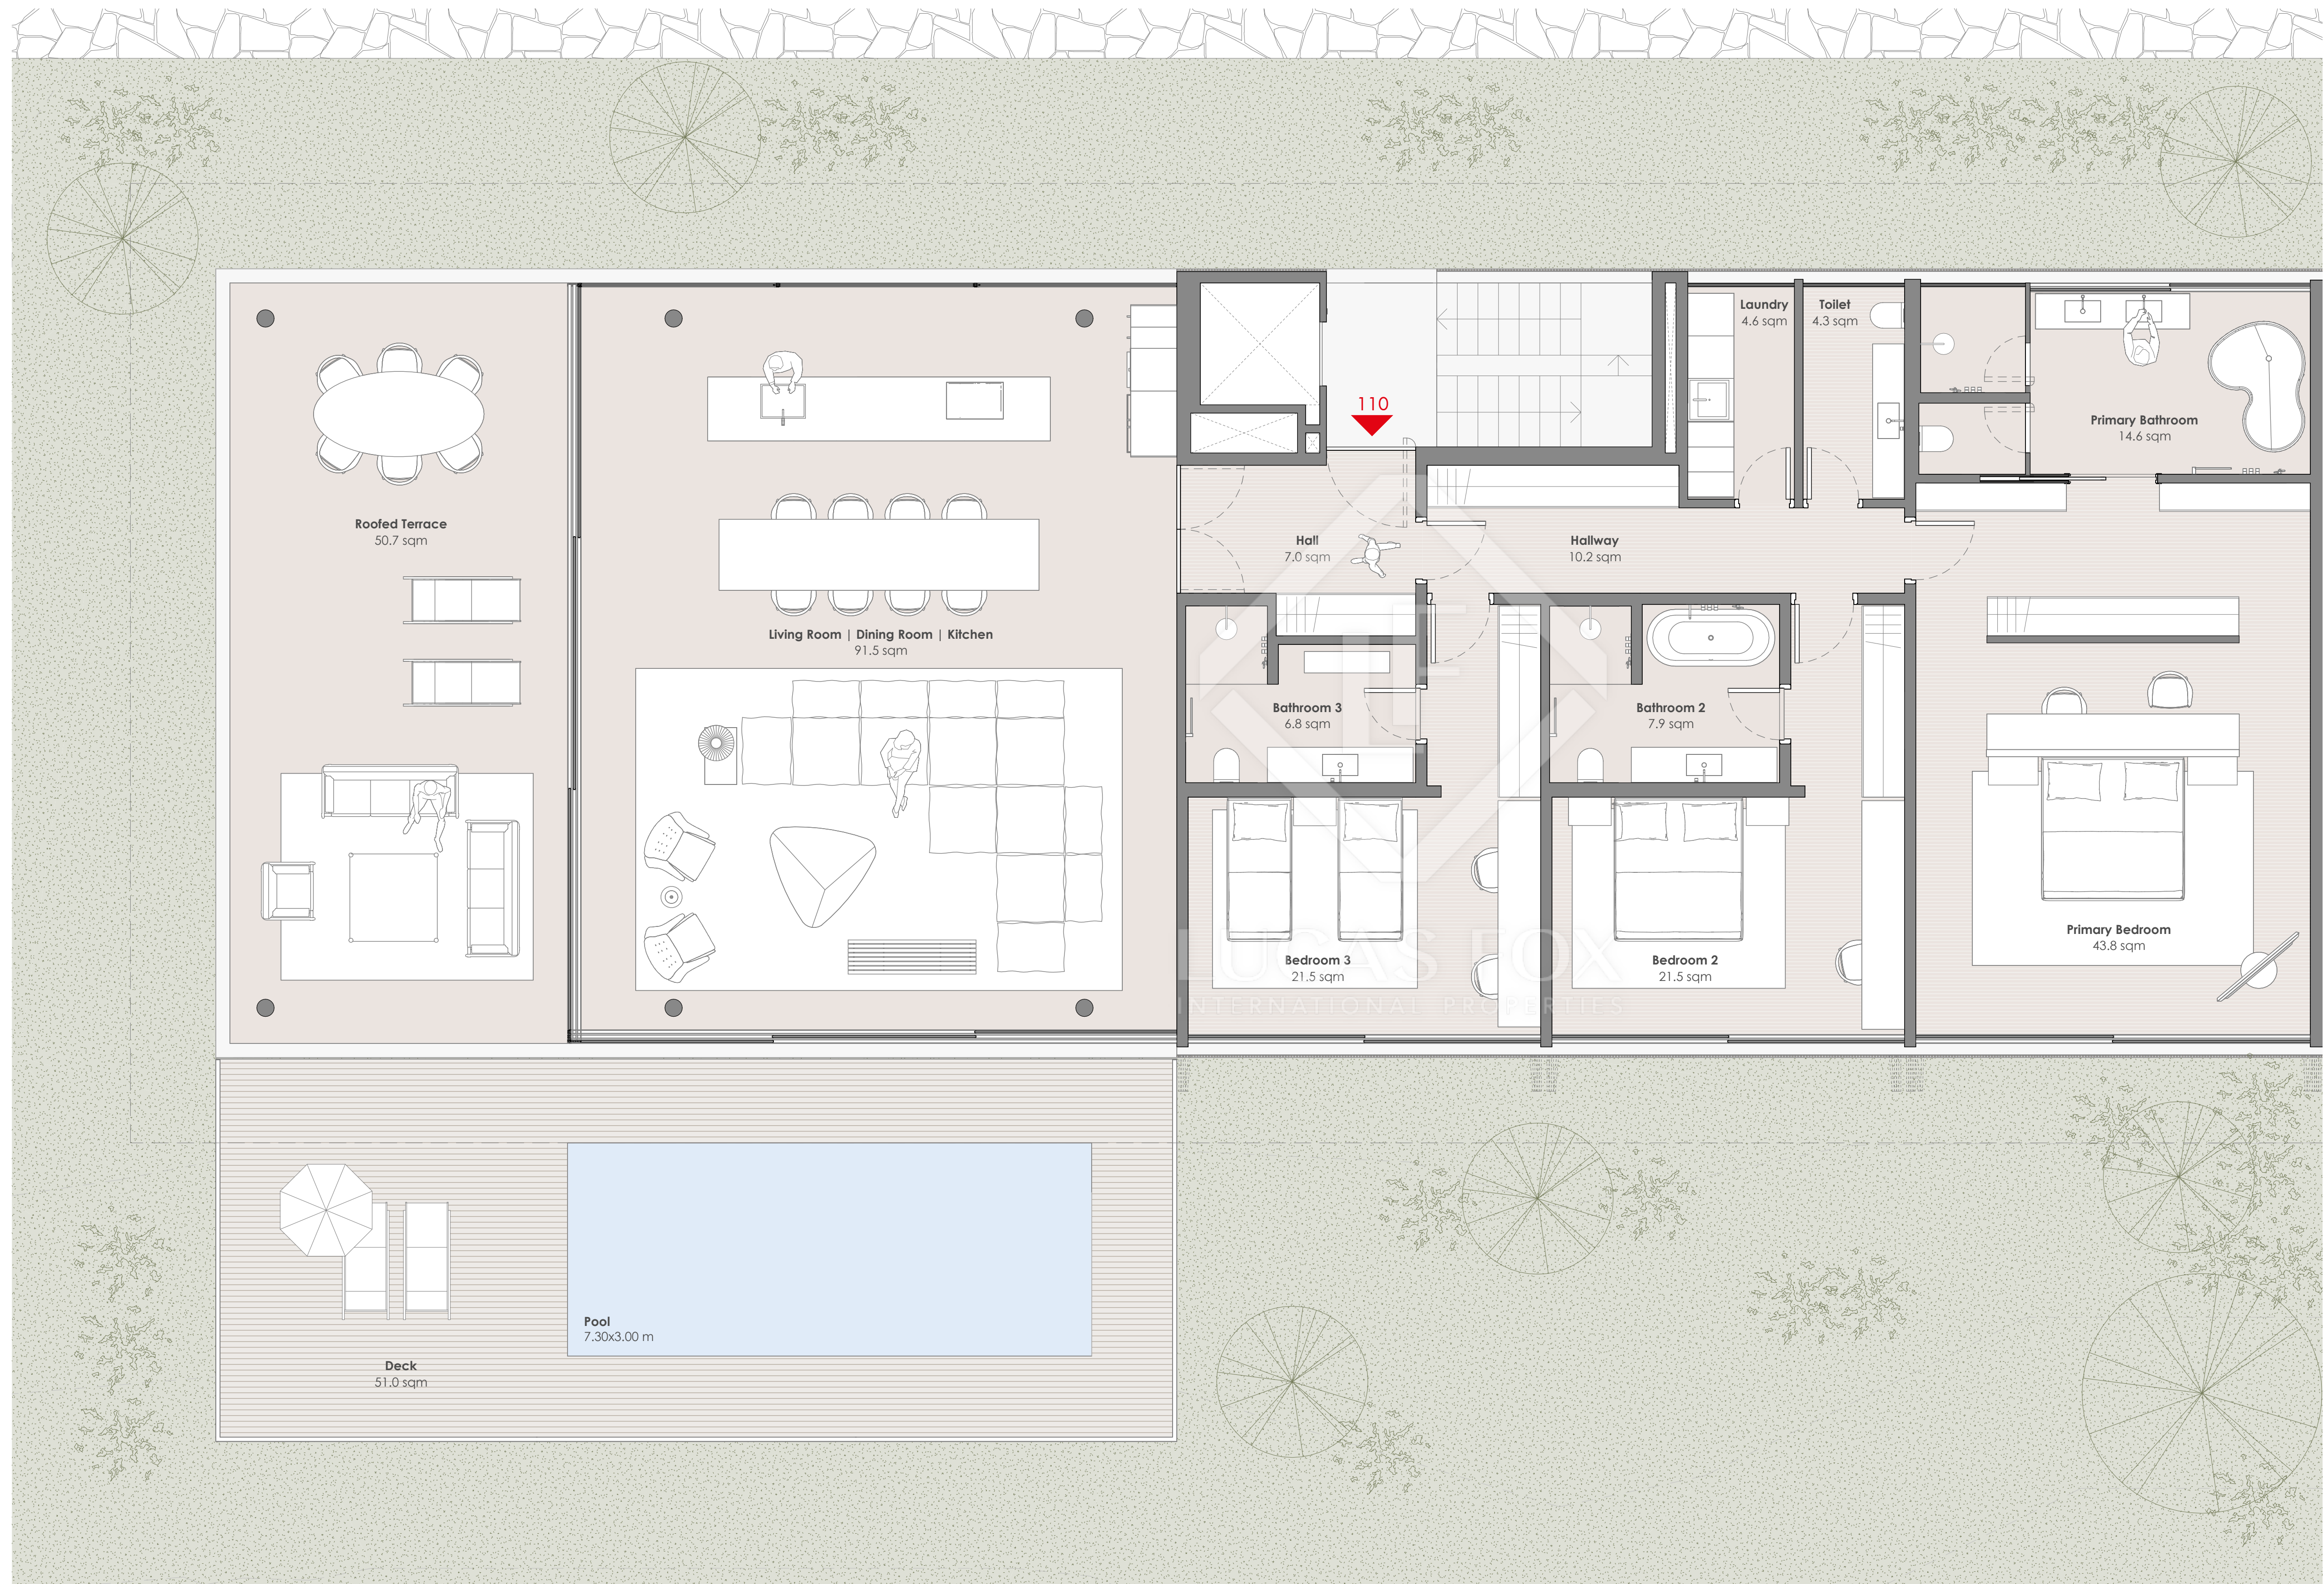 Laundry
4.6 sqm
Toilet
4.3 sqm
110
Primary Bathroom
14.6 sqm
Roofed Terrace
50.7 sqm
Hall
7.0 sqm
Hallway
10.2 sqm
Living Room | Dining Room | Kitchen
91.5 sqm
Bathroom 3
6.8 sqm
Bathroom 2
7.9 sqm
Primary Bedroom
43.8 sqm
LUCAS FOX
INTERNATIONAL PROPERTIES
Bedroom 3
21.5 sqm
Bedroom 2
21.5 sqm
Pool
7.30x3.00 m
Deck
51.0 sqm